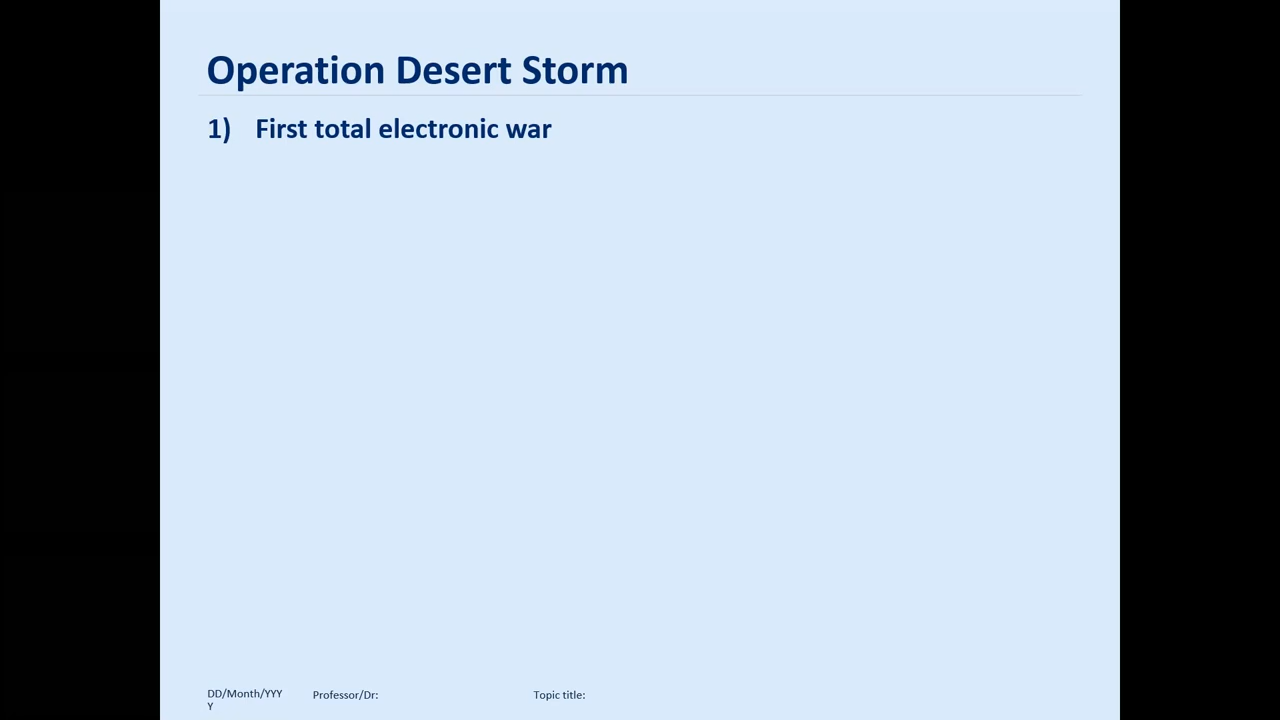 Operation Desert Storm
1) First total electronic war
DD/Month/YYY
Y
Professor/Dr:
Topic title: